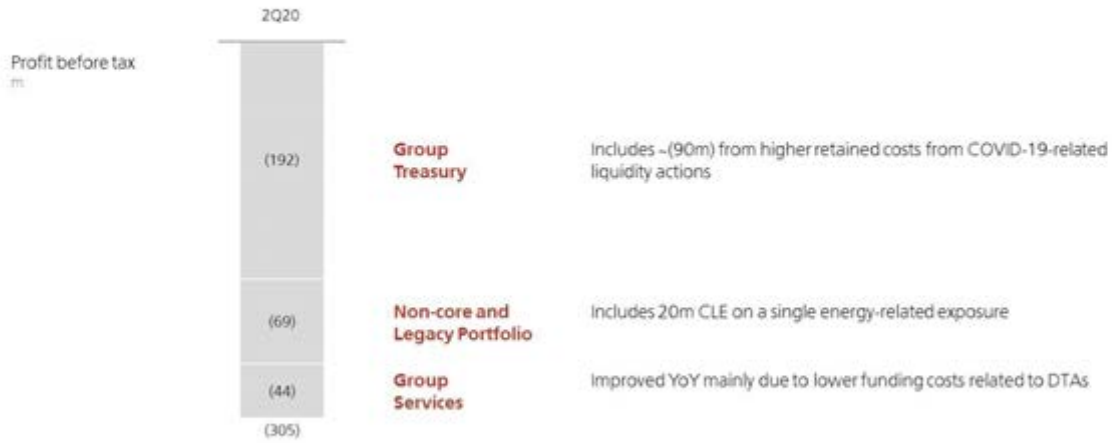 2Q20
Profit before tax
m
(192)
Group
Treasury
Includes ~(90m) from higher retained costs from COVID-19-related
liquidity actions
(69)
Non-core and
Legacy Portfolio
Includes 20m CLE on a single energy-related exposure
(44)
Group
Services
Improved YoY mainly due to lower funding costs related to DTAs
(305)